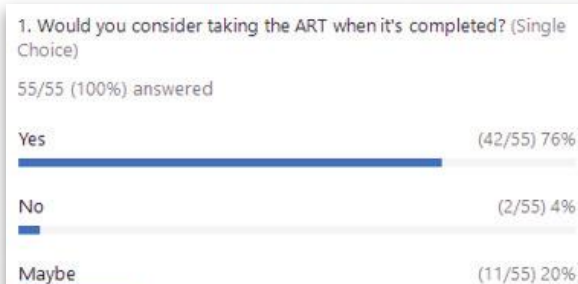 1. Would you consider taking the ART when it's completed? (Single
Choice)
55/55 (100%) answered
Yes (42/55) 76%
No (2/55) 4%
Maybe (11/55) 20%